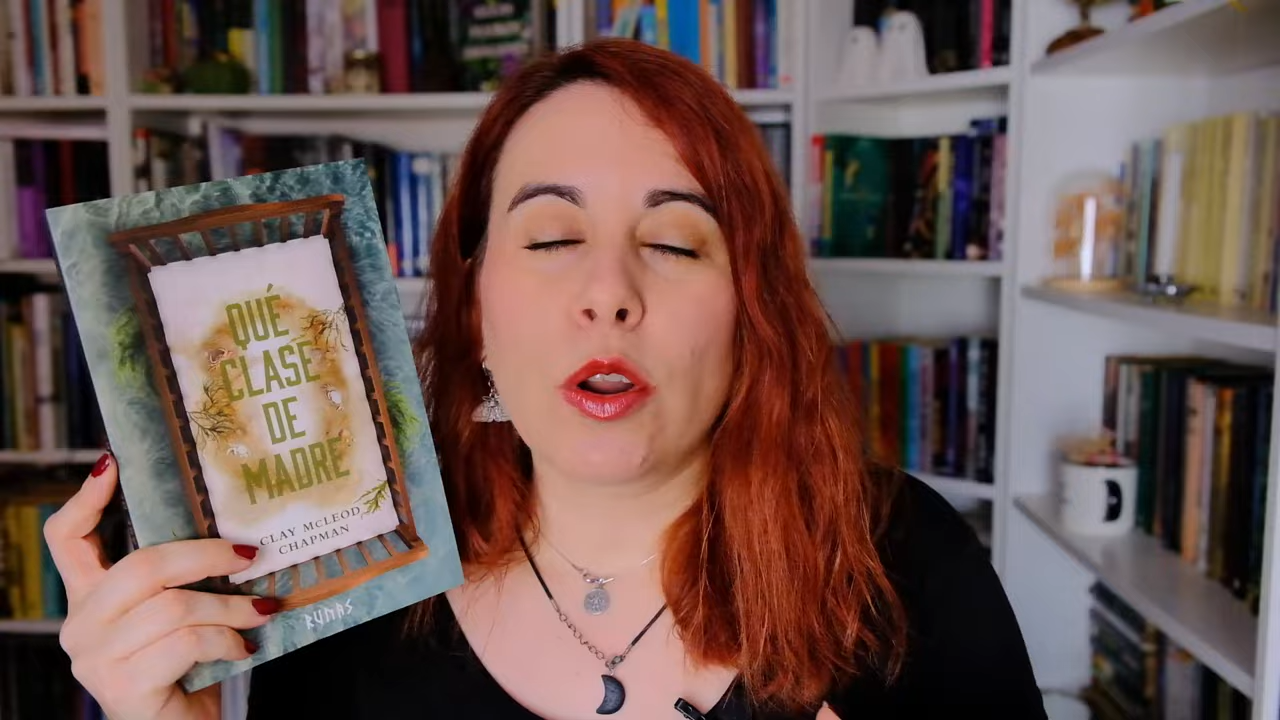 QUÉ
CLASE
DE
MADRE
CLAY MCLEOD
CHAPMAN
RUNAS